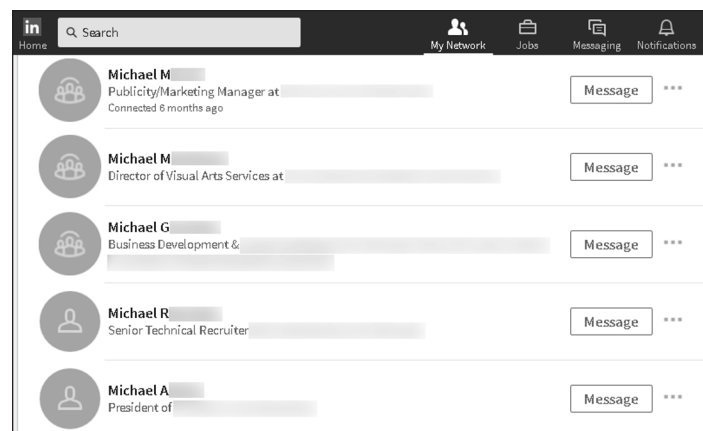 in
Home
Search
My Network
Jobs
Messaging
Notifications
Michael M
Publicity/Marketing Manager at
Connected 6 months ago
Message
Michael M
Director of Visual Arts Services at
Message
Michael G
Business Development &
Message
Michael R
Senior Technical Recruiter
Message
Michael A
President of
Message